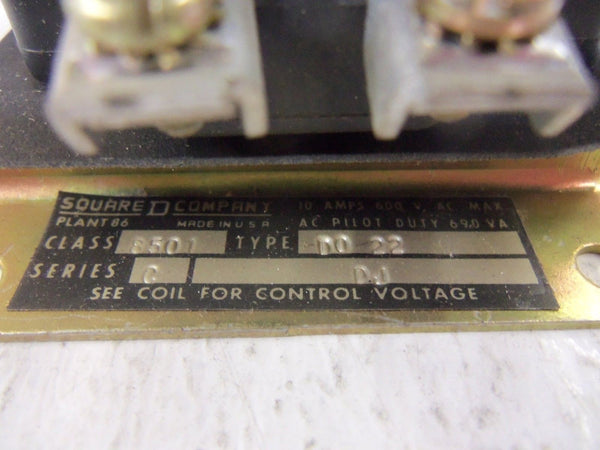 SQUARE D COMPANY 10 AMPS 600 V. AC MAX
PLANT 86 MADE IN U S A AC PILOT DUTY 690 VA
CLASS 8501 TYPE DO 22
SERIES C DJ
SEE COIL FOR CONTROL VOLTAGE